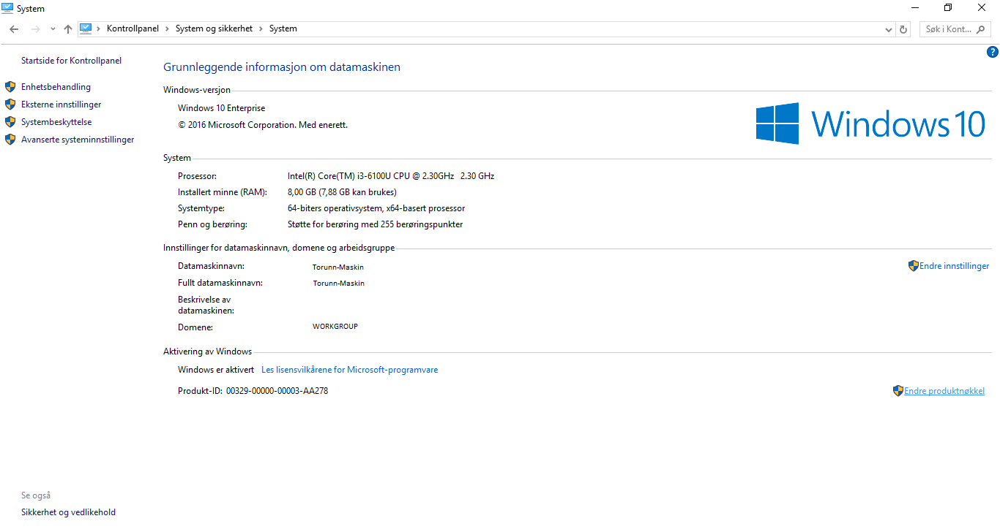 System
Kontrollpanel > System og sikkerhet > System
Søk i Kont...
Startside for Kontrollpanel
Enhetsbehandling
Eksterne innstillinger
Systembeskyttelse
Avanserte systeminnstillinger
?
Grunnleggende informasjon om datamaskinen
Windows-versjon
Windows 10 Enterprise
© 2016 Microsoft Corporation. Med enerett.
Windows 10
System
Prosessor: Intel(R) Core(TM) i3-6100U CPU @ 2.30GHz 2.30 GHz
Installert minne (RAM): 8,00 GB (7,88 GB kan brukes)
Systemtype: 64-biters operativsystem, x64-basert prosessor
Penn og berøring: Støtte for berøring med 255 berøringspunkter
Innstillinger for datamaskinnavn, domene og arbeidsgruppe
Datamaskinnavn: Torunn-Maskin
Endre innstillinger
Fullt datamaskinnavn: Torunn-Maskin
Beskrivelse av
datamaskinen:
Domene: WORKGROUP
Aktivering av Windows
Windows er aktivert Les lisensvilkårene for Microsoft-programvare
Produkt-ID: 00329-00000-00003-AA278
Endre produktnøkkel
Se også
Sikkerhet og vedlikehold